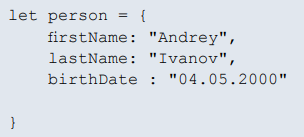 let person = {
firstName: "Andrey",
lastName: "Ivanov",
birthDate : "04.05.2000"
}